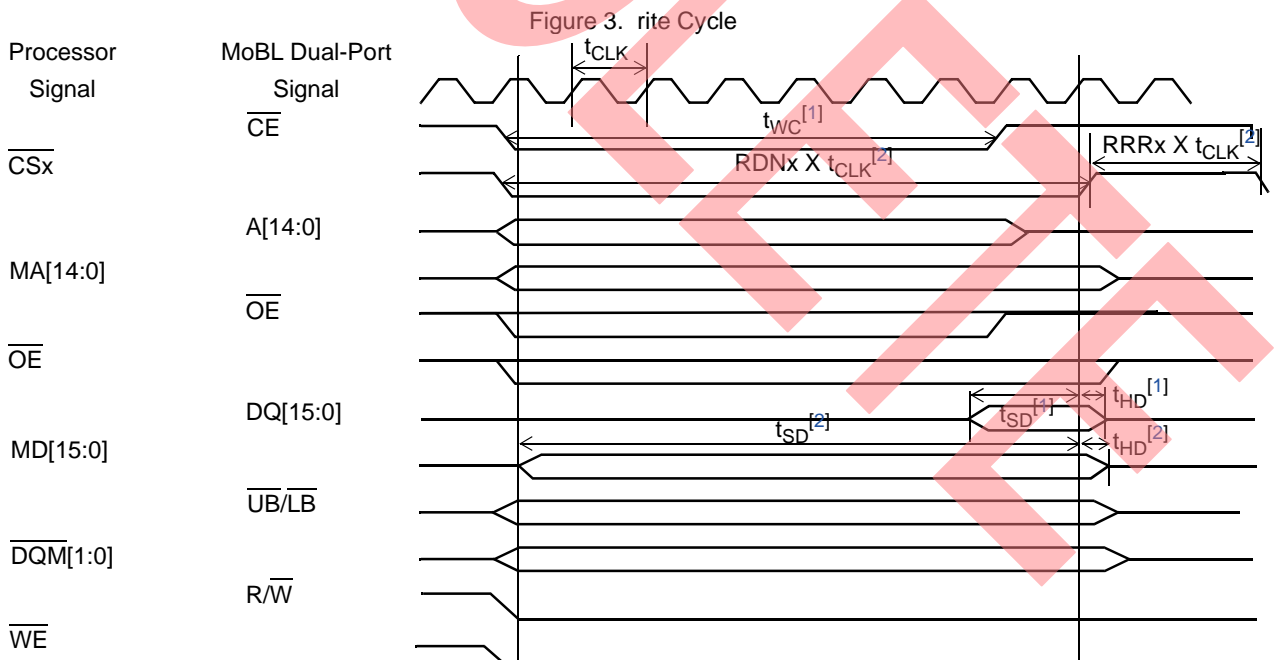 Figure 3. rite Cycle
Processor Signal
MoBL Dual-Port Signal
tCLK
CE
tWC[1]
CSx
RDNx X tCLK[2]
RRRx X tCLK[2]
A[14:0]
MA[14:0]
OE
OE
DQ[15:0]
tSD[1]
tHD[1]
MD[15:0]
tSD[2]
tHD[2]
UB/LB
DQM[1:0]
R/W
WE